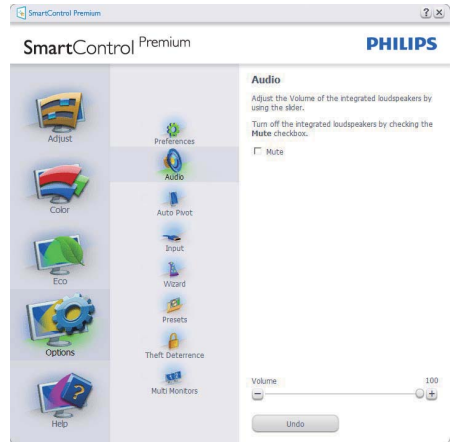 SmartControl Premium
SmartControl Premium
PHILIPS
Adjust
Color
Eco
Options
Help
Preferences
Audio
Auto Pivot
Input
Wizard
Presets
Theft Deterrence
Multi Monitors
Audio
Adjust the Volume of the integrated loudspeakers by
using the slider.
Turn off the integrated loudspeakers by checking the
Mute checkbox.
Mute
Volume 100
Undo